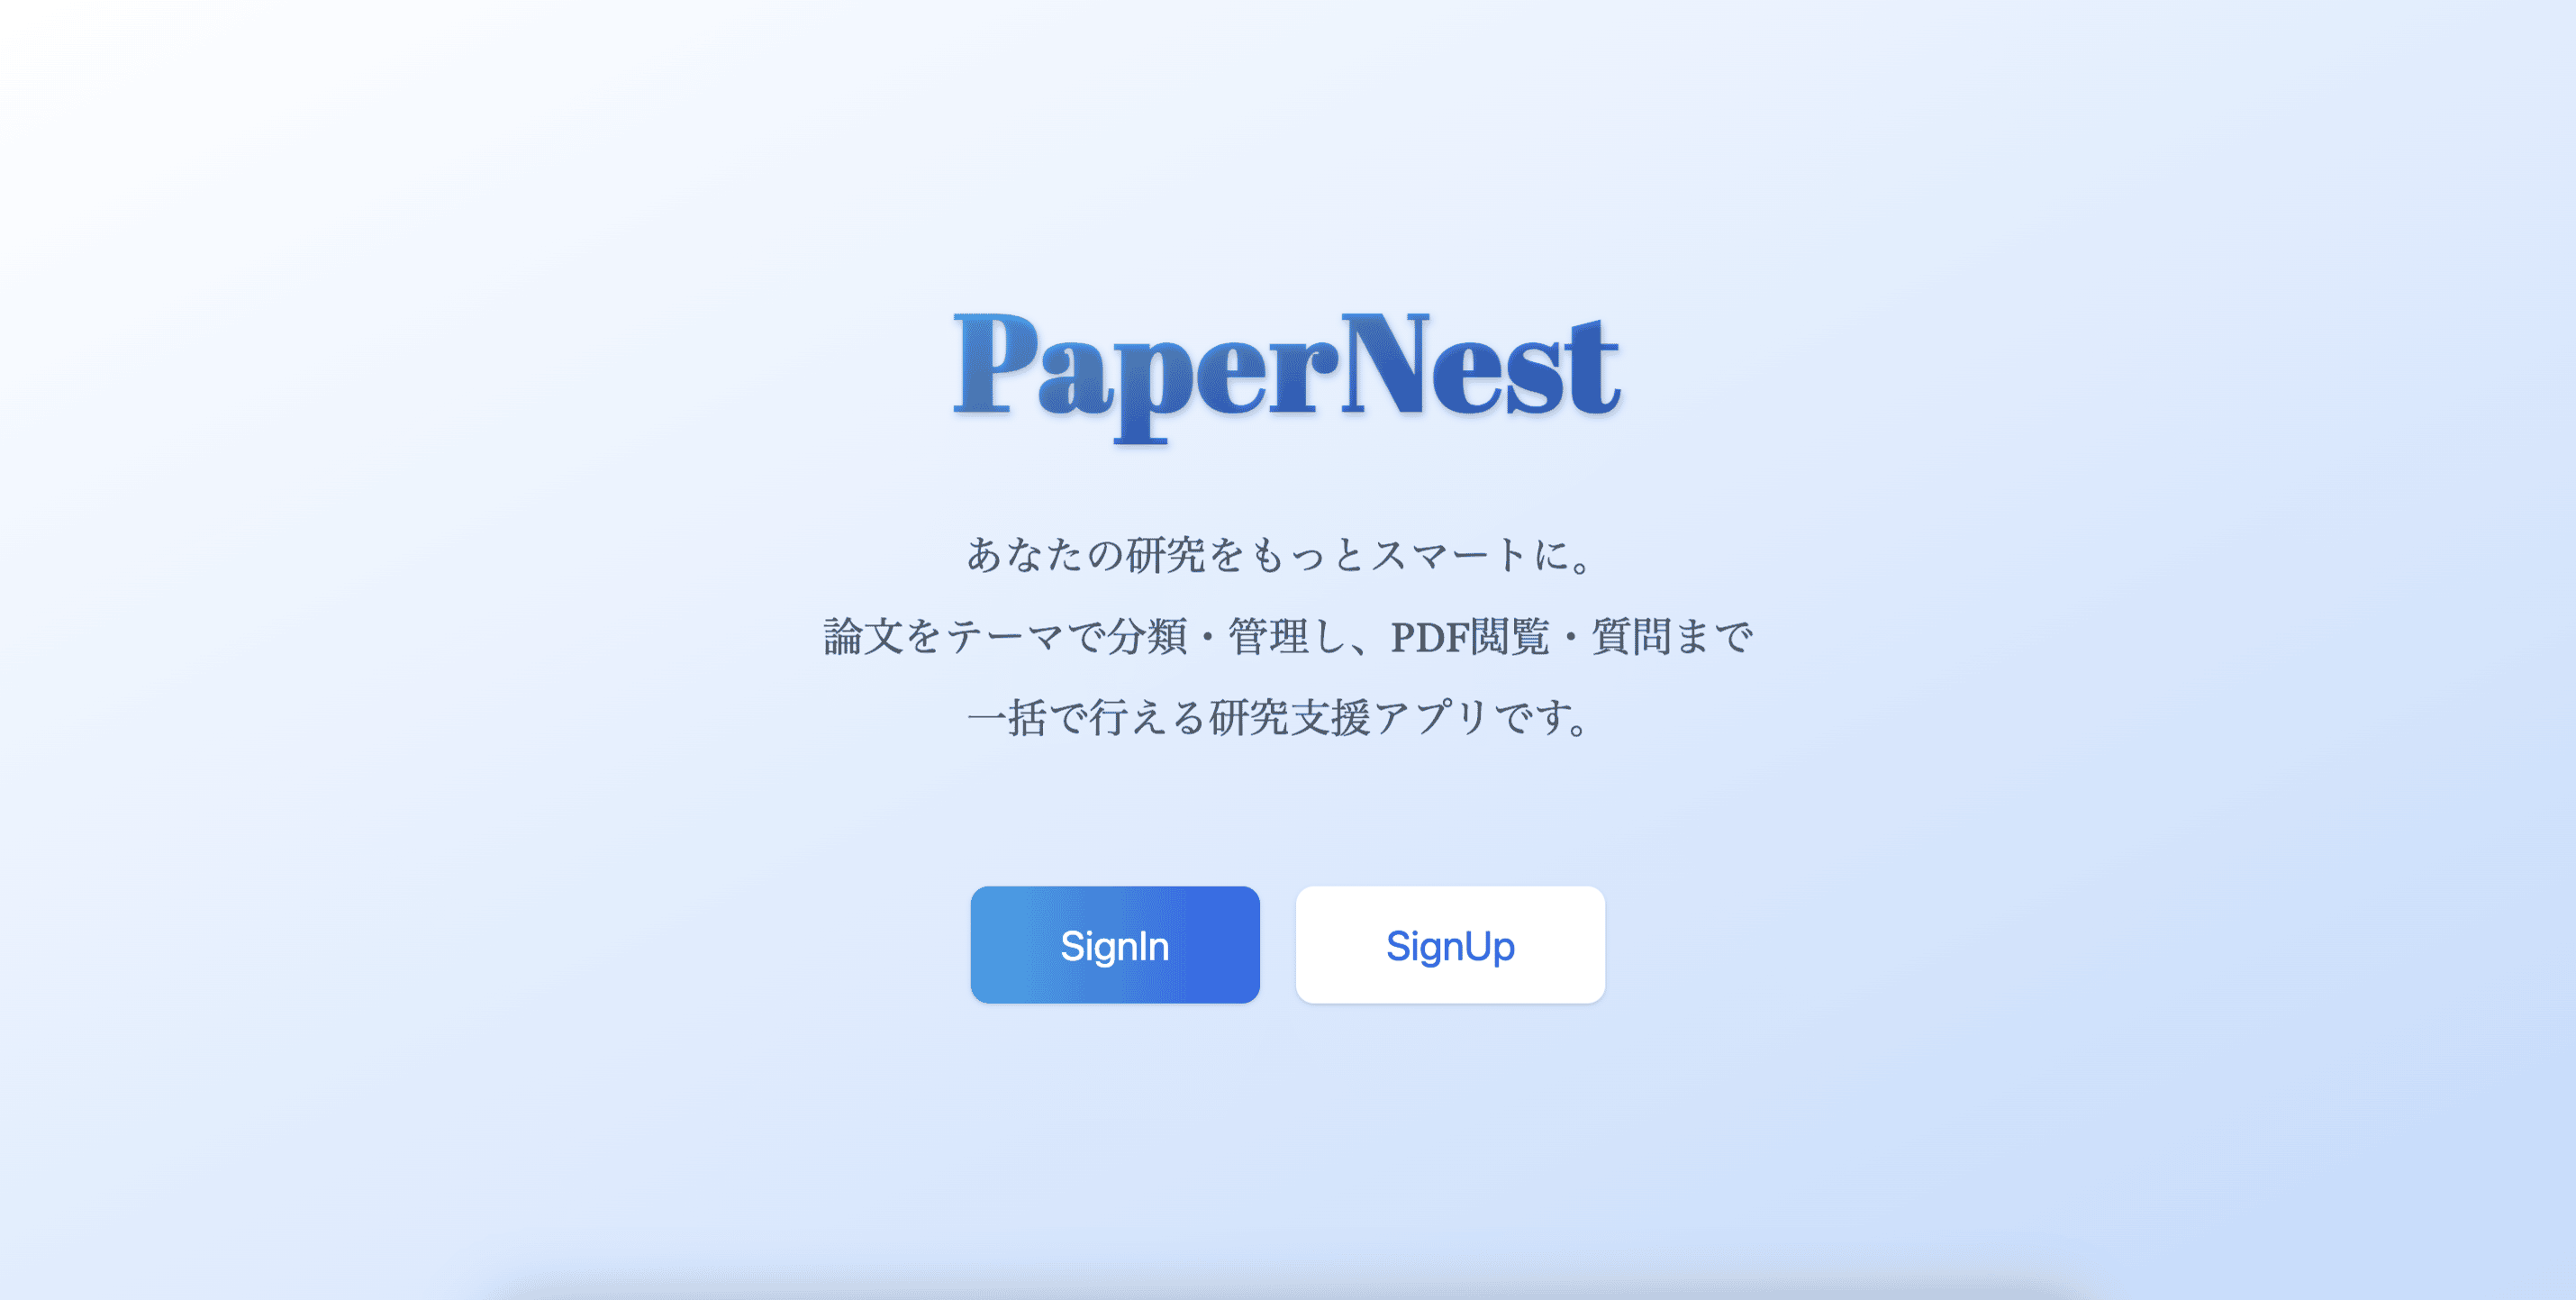 PaperNest
あなたの研究をもっとスマートに。
論文をテーマで分類・管理し、PDF閲覧・質問まで
一括で行える研究支援アプリです。
SignIn SignUp